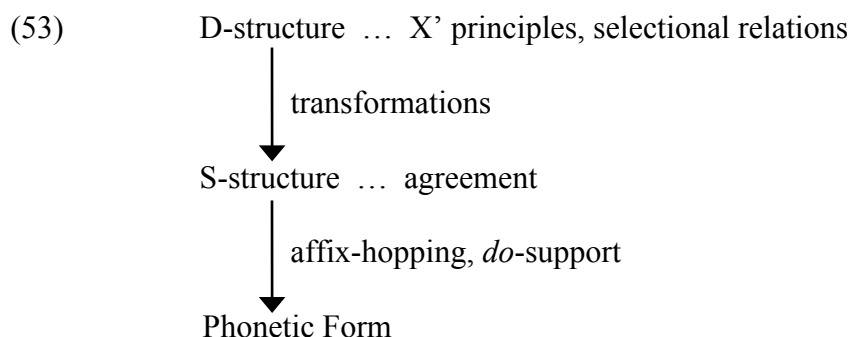 (53) D-structure … X’ principles, selectional relations
transformations
S-structure … agreement
affix-hopping, do-support
Phonetic Form